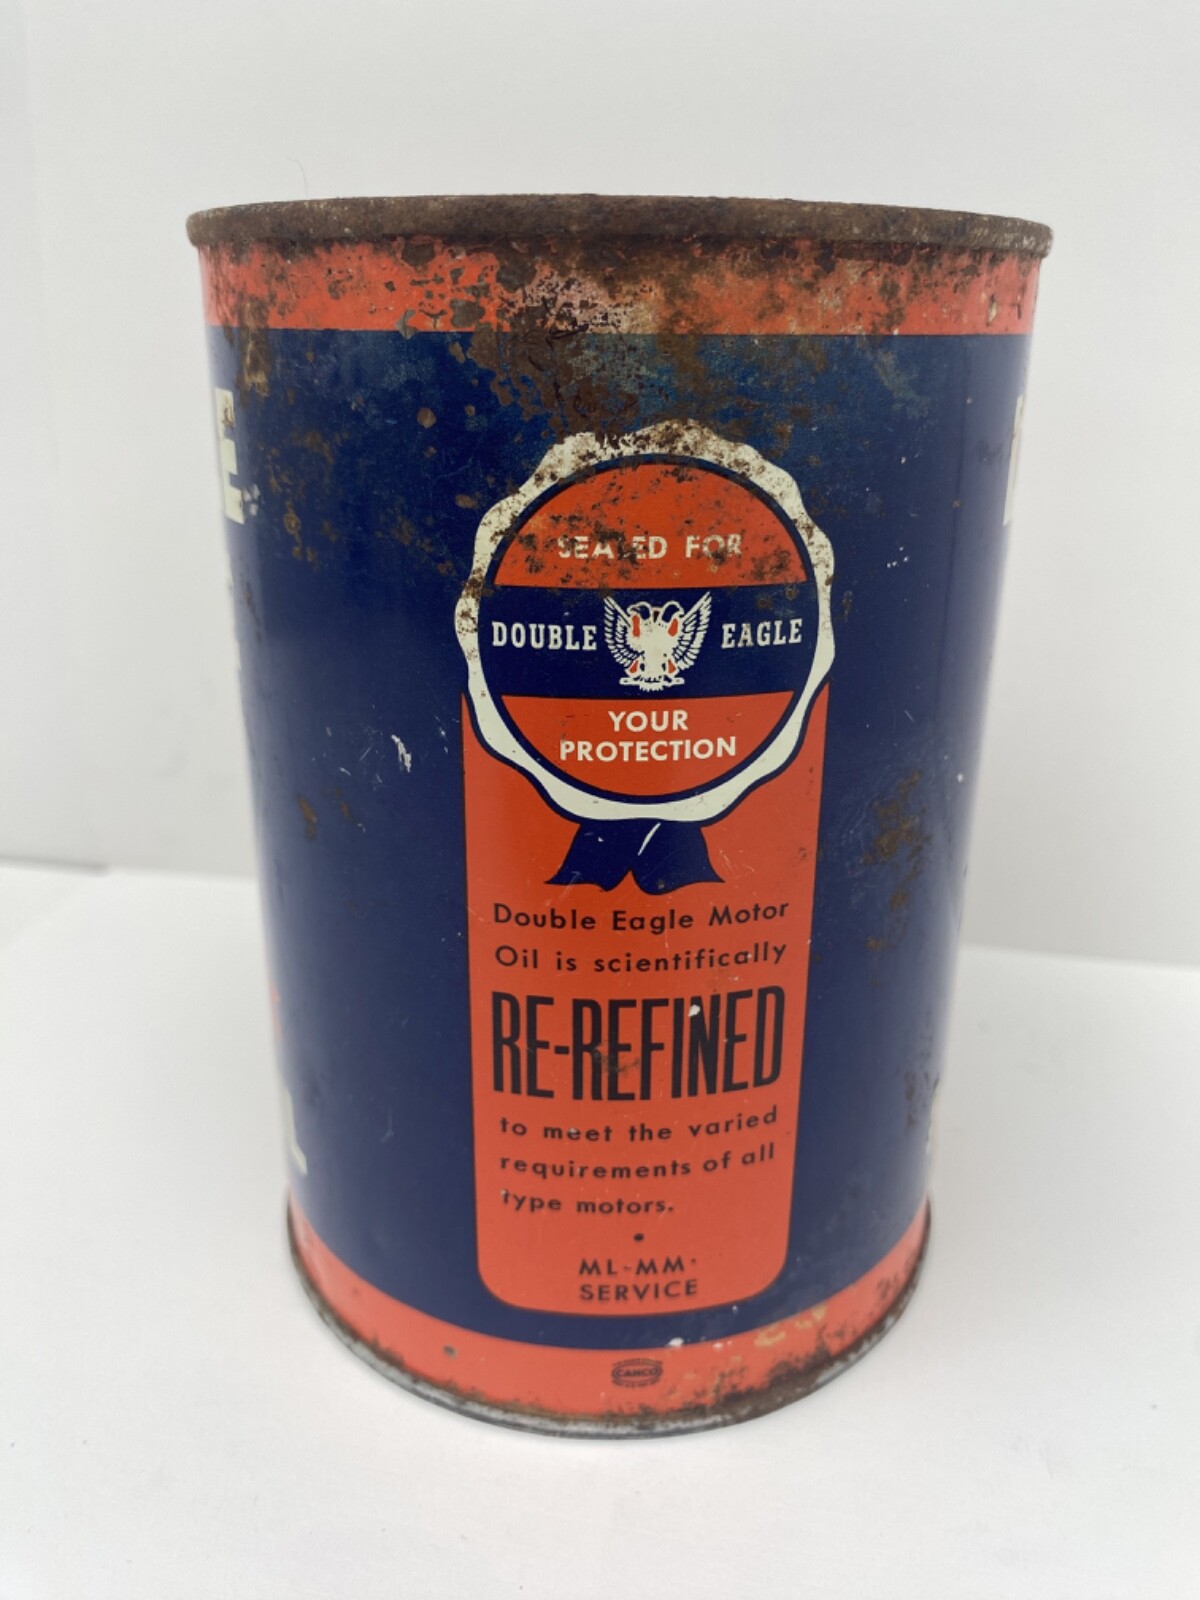 SEALED FOR
DOUBLE EAGLE
YOUR
PROTECTION
Double Eagle Motor
Oil is scientifically
RE-REFINED
to meet the varied
requirements of all
type motors.
•
ML-MM-
SERVICE
CANCO
E
L